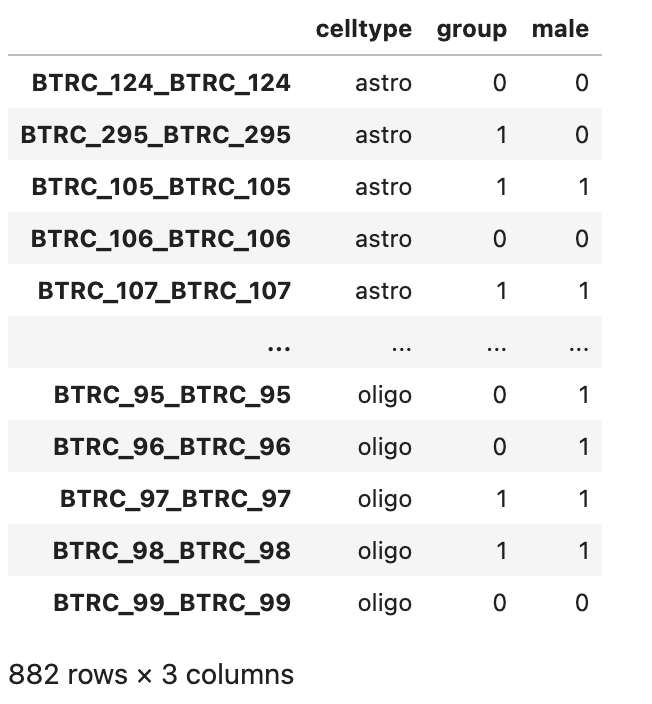 celltype group male
BTRC_124_BTRC_124 astro 0 0
BTRC_295_BTRC_295 astro 1 0
BTRC_105_BTRC_105 astro 1 1
BTRC_106_BTRC_106 astro 0 0
BTRC_107_BTRC_107 astro 1 1
... ... ... ...
BTRC_95_BTRC_95 oligo 0 1
BTRC_96_BTRC_96 oligo 0 1
BTRC_97_BTRC_97 oligo 1 1
BTRC_98_BTRC_98 oligo 1 1
BTRC_99_BTRC_99 oligo 0 0
882 rows × 3 columns